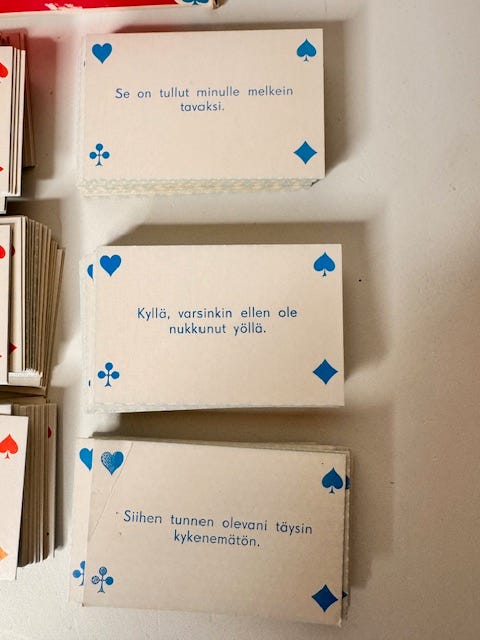 Se on tullut minulle melkein
tavaksi.
Kyllä, varsinkin ellen ole
nukkunut yöllä.
Siihen tunnen olevani täysin
kykenemätön.